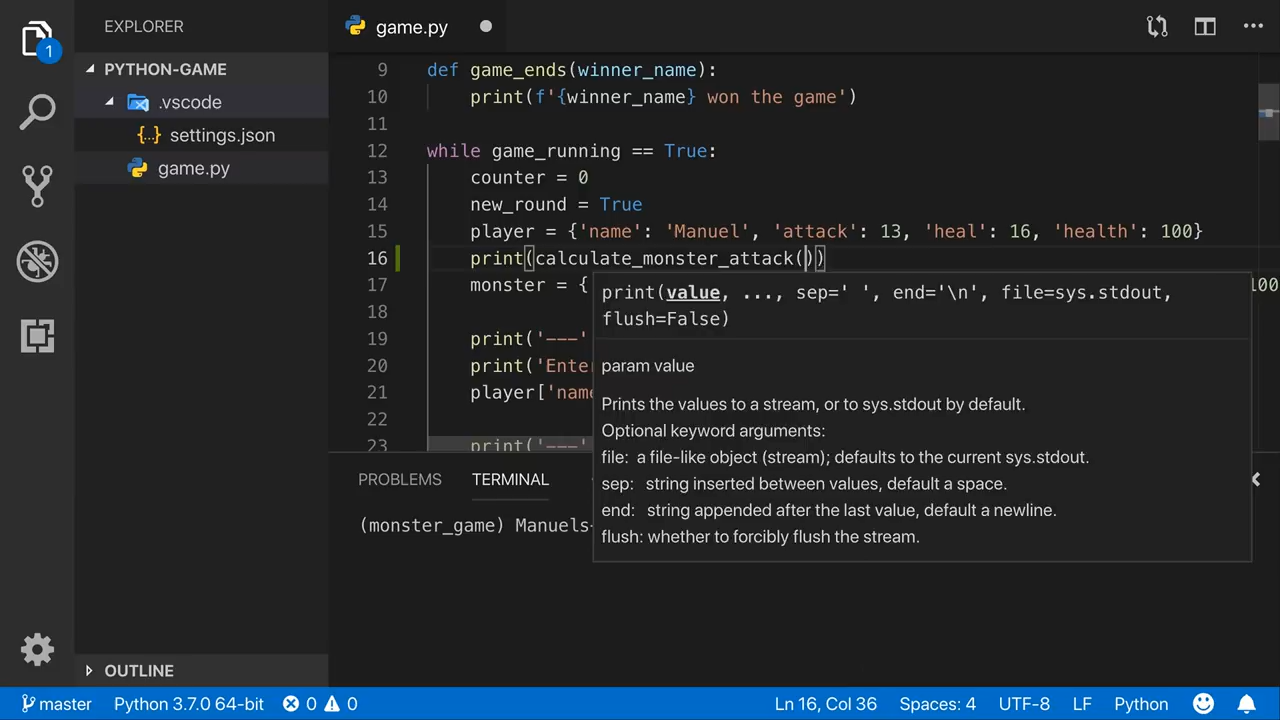 EXPLORER
game.py
1
PYTHON-GAME
.vscode
{..} settings.json
game.py
9 def game_ends(winner_name):
10 print(f'{winner_name} won the game')
11
12 while game_running == True:
13 counter = 0
14 new_round = True
15 player = {'name': 'Manuel', 'attack': 13, 'heal': 16, 'health': 100}
16 print(calculate_monster_attack())
17 monster = { 100
18
19 print('---'
20 print('Enter
21 player['name
22
23 print('---'
print(value, ..., sep=' ', end='\n', file=sys.stdout,
flush=False)
param value
Prints the values to a stream, or to sys.stdout by default.
Optional keyword arguments:
file: a file-like object (stream); defaults to the current sys.stdout.
sep: string inserted between values, default a space.
end: string appended after the last value, default a newline.
flush: whether to forcibly flush the stream.
PROBLEMS TERMINAL
(monster_game) Manuels-
OUTLINE
master Python 3.7.0 64-bit 0 0 Ln 16, Col 36 Spaces: 4 UTF-8 LF Python